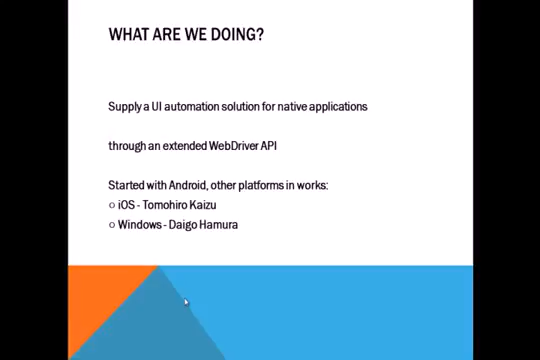 WHAT ARE WE DOING?
Supply a UI automation solution for native applications
through an extended WebDriver API
Started with Android, other platforms in works:
○ iOS - Tomohiro Kaizu
○ Windows - Daigo Hamura